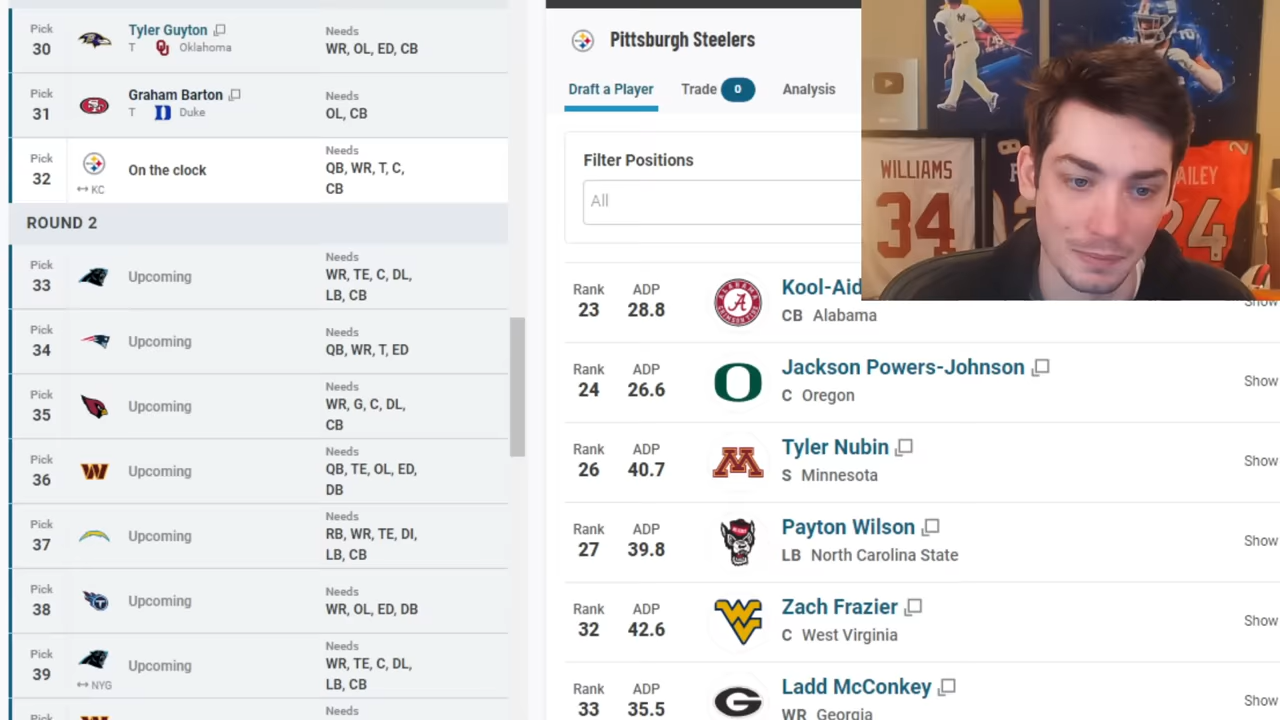 Pick
30
Tyler Guyton
T Oklahoma
Needs
WR, OL, ED, CB
Pick
31
Graham Barton
T Duke
Needs
OL, CB
Pick
32
KC
On the clock
Needs
QB, WR, T, C,
CB
ROUND 2
Pick
33
Upcoming
Needs
WR, TE, C, DL,
LB, CB
Pick
34
Upcoming
Needs
QB, WR, T, ED
Pick
35
Upcoming
Needs
WR, G, C, DL,
CB
Pick
36
Upcoming
Needs
QB, TE, OL, ED,
DB
Pick
37
Upcoming
Needs
RB, WR, TE, DI,
LB, CB
Pick
38
Upcoming
Needs
WR, OL, ED, DB
Pick
39
NYG
Upcoming
Needs
WR, TE, C, DL,
LB, CB
Pick
Needs
Pittsburgh Steelers
Draft a Player Trade 0 Analysis
Filter Positions
All
Rank ADP
23 28.8
Kool-Aid
CB Alabama
Show
Rank ADP
24 26.6
Jackson Powers-Johnson
C Oregon
Show
Rank ADP
26 40.7
Tyler Nubin
S Minnesota
Show
Rank ADP
27 39.8
Payton Wilson
LB North Carolina State
Show
Rank ADP
32 42.6
Zach Frazier
C West Virginia
Show
Rank ADP
33 35.5
Ladd McConkey
WR Georgia
Show
WILLIAMS
34
AILEY
24
2